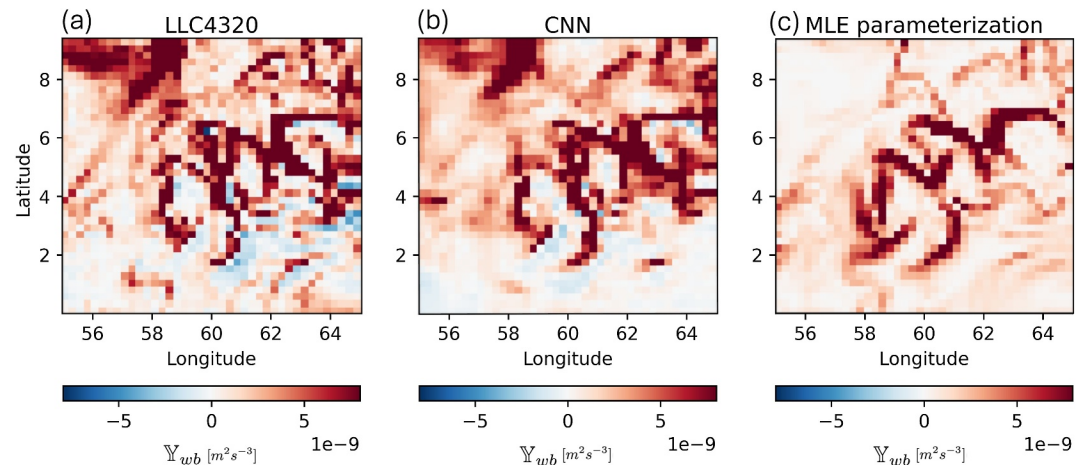 (a) LLC4320
(b) CNN
(c) MLE parameterization
Latitude
8
6
4
2
56 58 60 62 64
Longitude
8
6
4
2
56 58 60 62 64
Longitude
8
6
4
2
56 58 60 62 64
Longitude
−5 0 5
1e−9
𝕐wb [m²s⁻³]
−5 0 5
1e−9
𝕐wb [m²s⁻³]
−5 0 5
1e−9
𝕐wb [m²s⁻³]